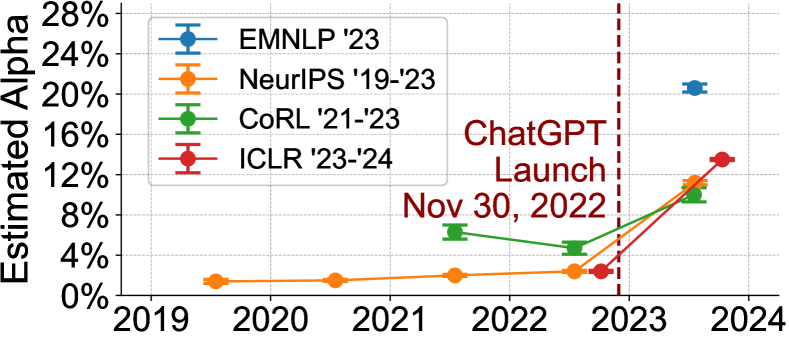 Estimated Alpha
28%
24%
20%
16%
12%
8%
4%
0%
EMNLP '23
NeurIPS '19-'23
CoRL '21-'23
ICLR '23-'24
ChatGPT
Launch
Nov 30, 2022
2019 2020 2021 2022 2023 2024